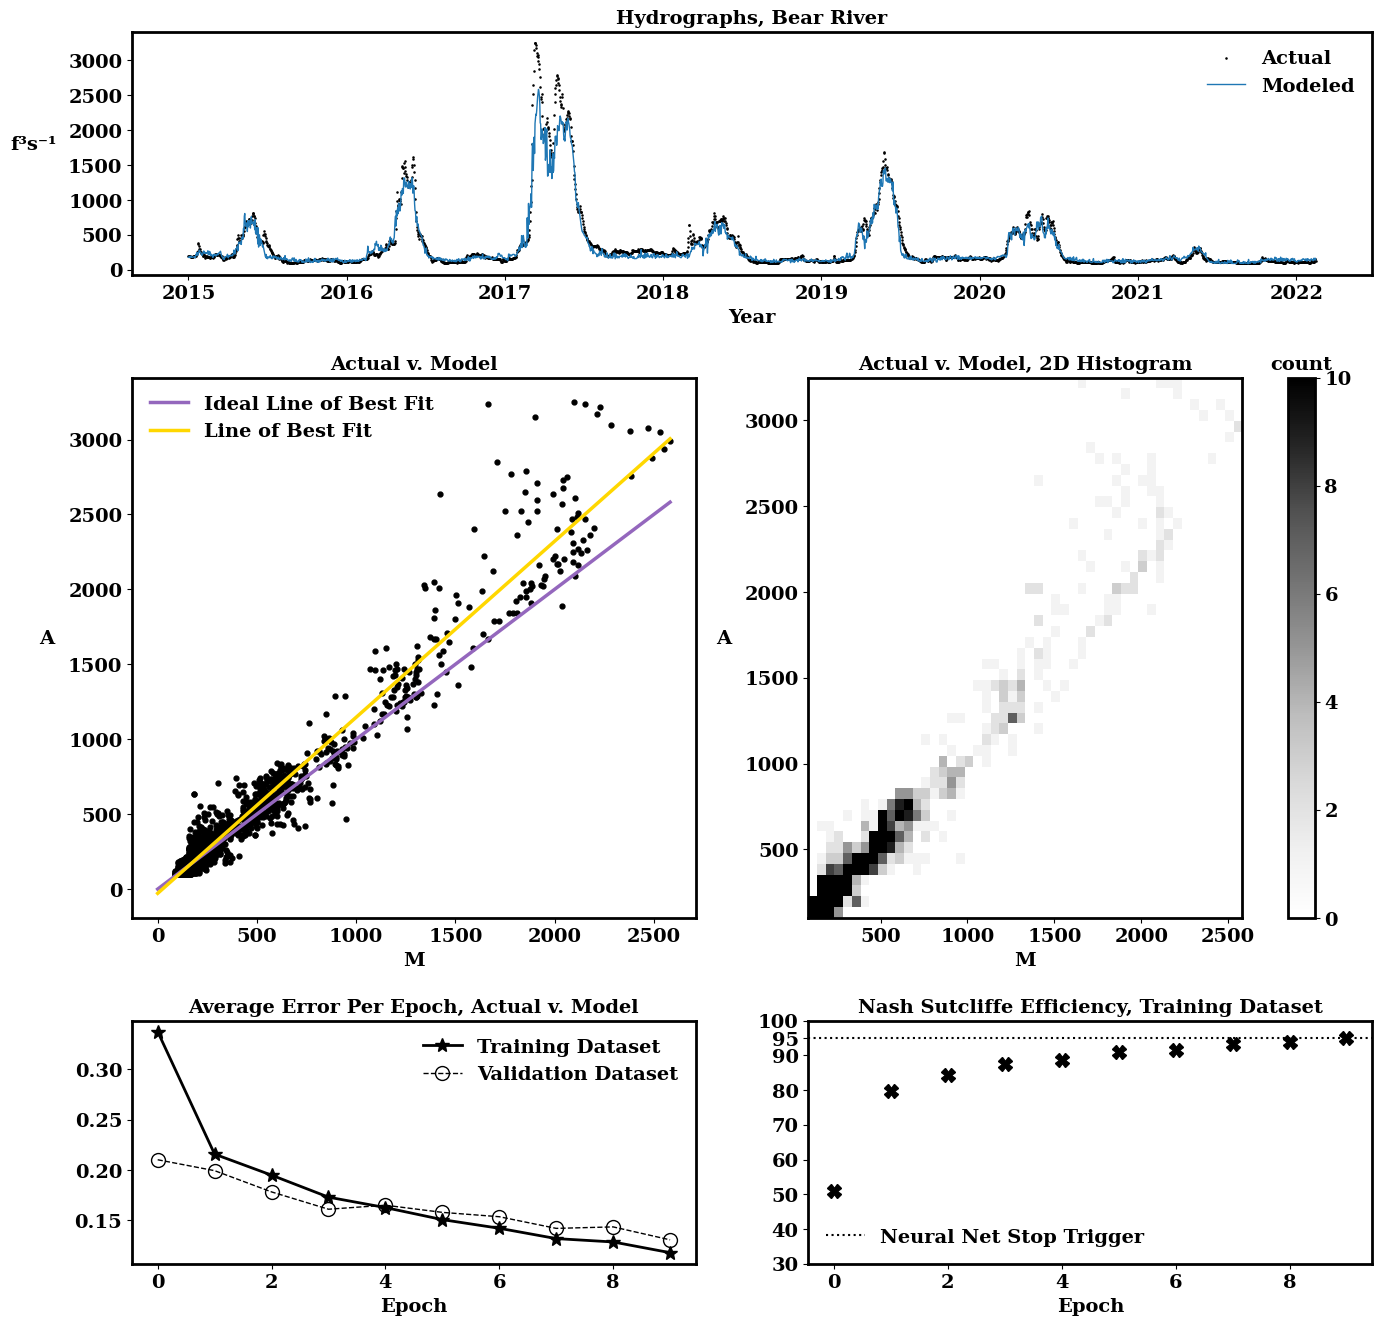 Hydrographs, Bear River
3000
2500
2000
1500
1000
500
0
f³s⁻¹
Actual
Modeled
2015 2016 2017 2018 2019 2020 2021 2022
Year
Actual v. Model
Ideal Line of Best Fit
Line of Best Fit
3000
2500
2000
1500
1000
500
0
A
0 500 1000 1500 2000 2500
M
Actual v. Model, 2D Histogram
3000
2500
2000
1500
1000
500
A
500 1000 1500 2000 2500
M
count
10
8
6
4
2
0
Average Error Per Epoch, Actual v. Model
Training Dataset
Validation Dataset
0.30
0.25
0.20
0.15
0 2 4 6 8
Epoch
Nash Sutcliffe Efficiency, Training Dataset
100
95
90
80
70
60
50
40
30
Neural Net Stop Trigger
0 2 4 6 8
Epoch